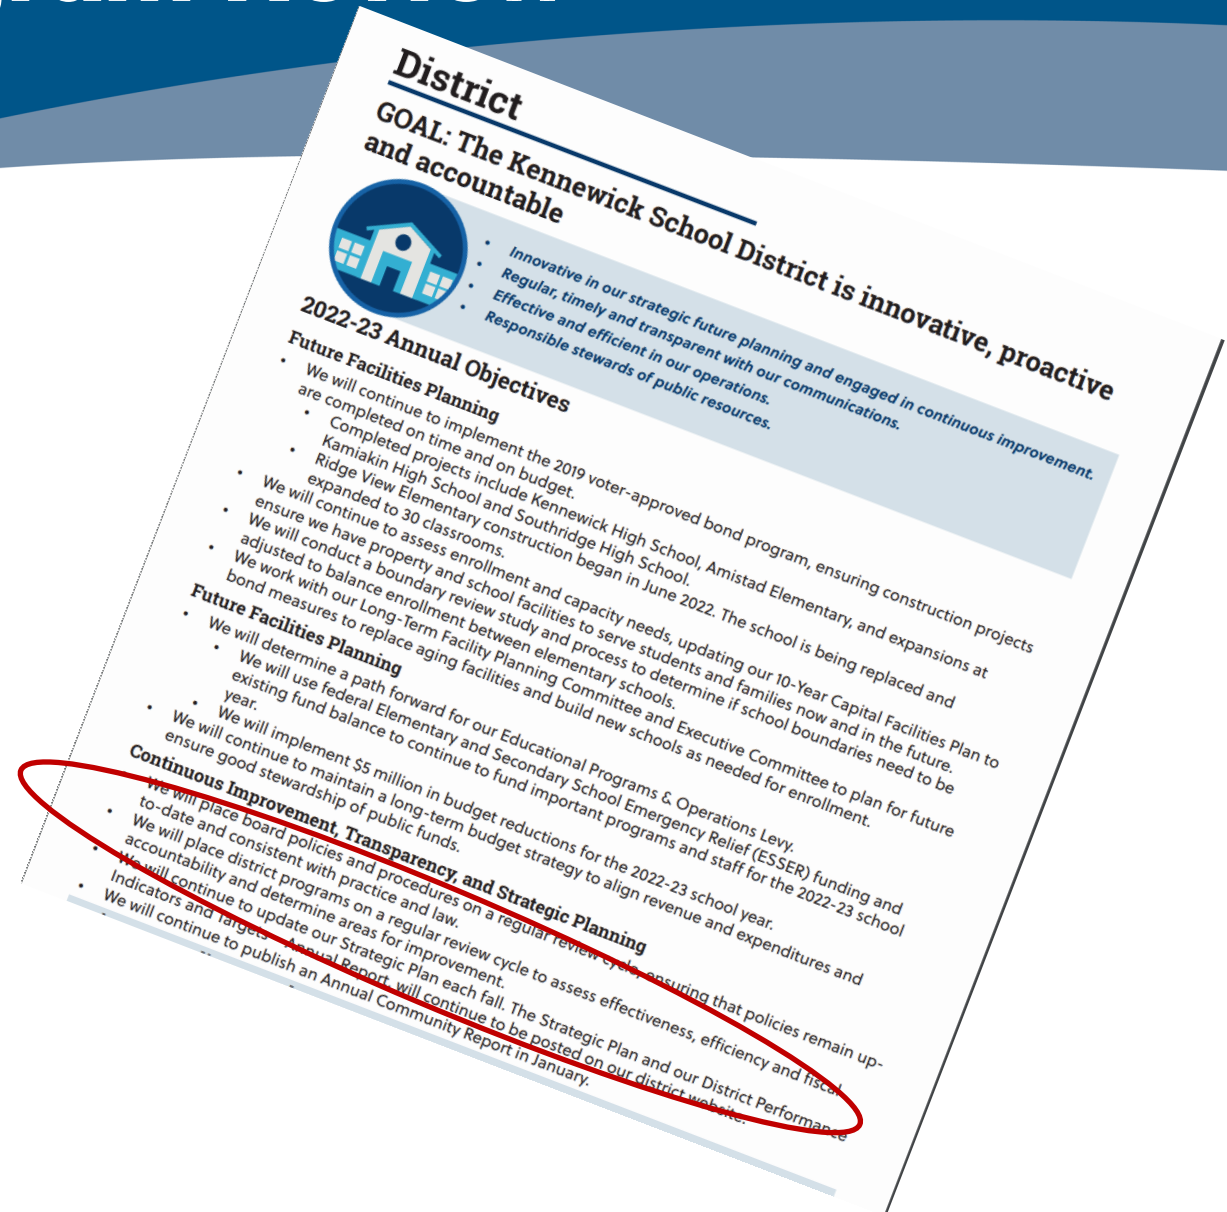 District
GOAL: The Kennewick School District is innovative, proactive
and accountable
• Innovative in our strategic future planning and engaged in continuous improvement.
• Regular, timely and transparent with our communications.
• Effective and efficient in our operations.
• Responsible stewards of public resources.
2022-23 Annual Objectives
Future Facilities Planning
• We will continue to implement the 2019 voter-approved bond program, ensuring construction projects
are completed on time and on budget.
• Completed projects include Kennewick High School, Amistad Elementary, and expansions at
Kamiakin High School and Southridge High School.
• Ridge View Elementary construction began in June 2022. The school is being replaced and
expanded to 30 classrooms.
• We will continue to assess enrollment and capacity needs, updating our 10-Year Capital Facilities Plan to
ensure we have property and school facilities to serve students and families now and in the future.
• We will conduct a boundary review study and process to determine if school boundaries need to be
adjusted to balance enrollment between elementary schools.
• We work with our Long-Term Facility Planning Committee and Executive Committee to plan for future
bond measures to replace aging facilities and build new schools as needed for enrollment.
Future Facilities Planning
• We will determine a path forward for our Educational Programs & Operations Levy.
• We will use federal Elementary and Secondary School Emergency Relief (ESSER) funding and
existing fund balance to continue to fund important programs and staff for the 2022-23 school
year.
• We will implement $5 million in budget reductions for the 2022-23 school year.
• We will continue to maintain a long-term budget strategy to align revenue and expenditures and
ensure good stewardship of public funds.
Continuous Improvement, Transparency, and Strategic Planning
We will place board policies and procedures on a regular review cycle, ensuring that policies remain up-
to-date and consistent with practice and law.
• We will place district programs on a regular review cycle to assess effectiveness, efficiency and fiscal
accountability and determine areas for improvement.
• We will continue to update our Strategic Plan each fall. The Strategic Plan and our District Performance
Indicators and Targets – Annual Report, will continue to be posted on our district website.
• We will continue to publish an Annual Community Report in January.